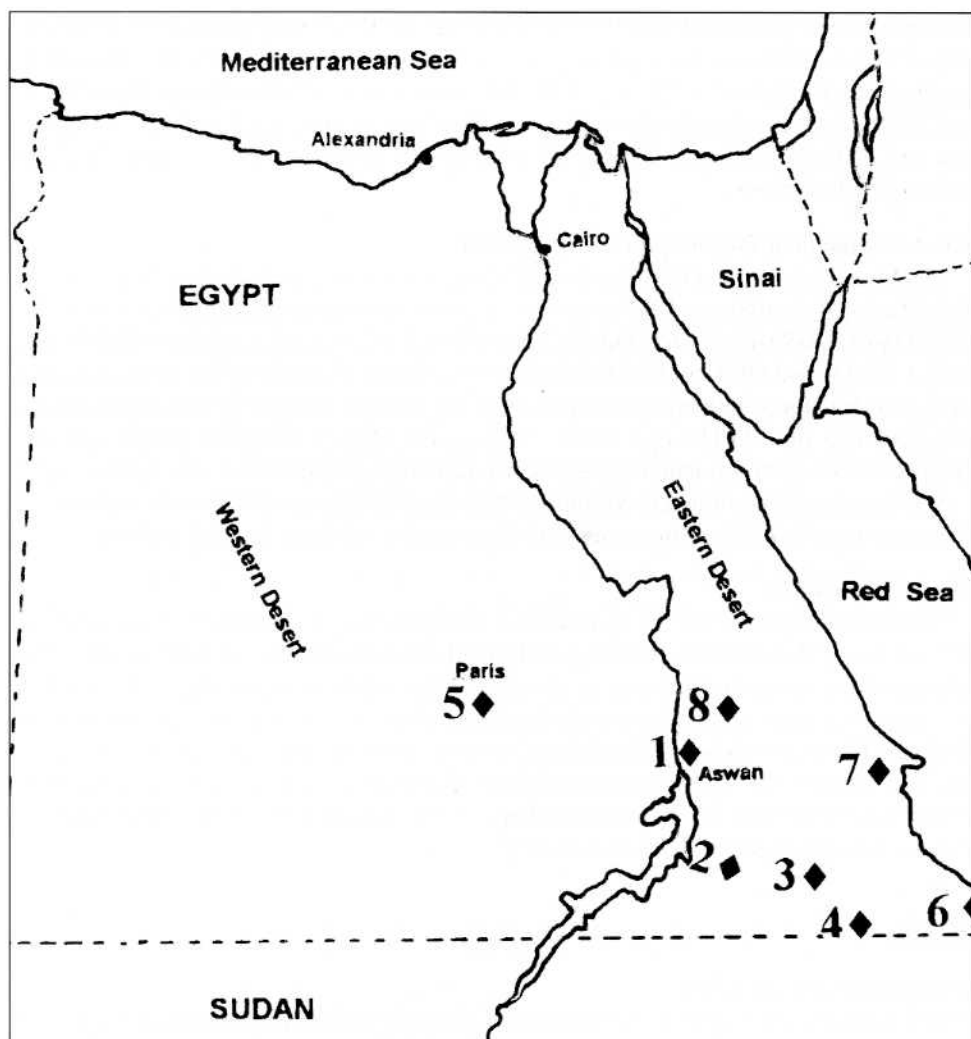 Mediterranean Sea
Alexandria
Cairo
Sinai
EGYPT
Eastern Desert
Western Desert
Red Sea
Paris
5
8
1
Aswan
7
2
3
4
6
SUDAN